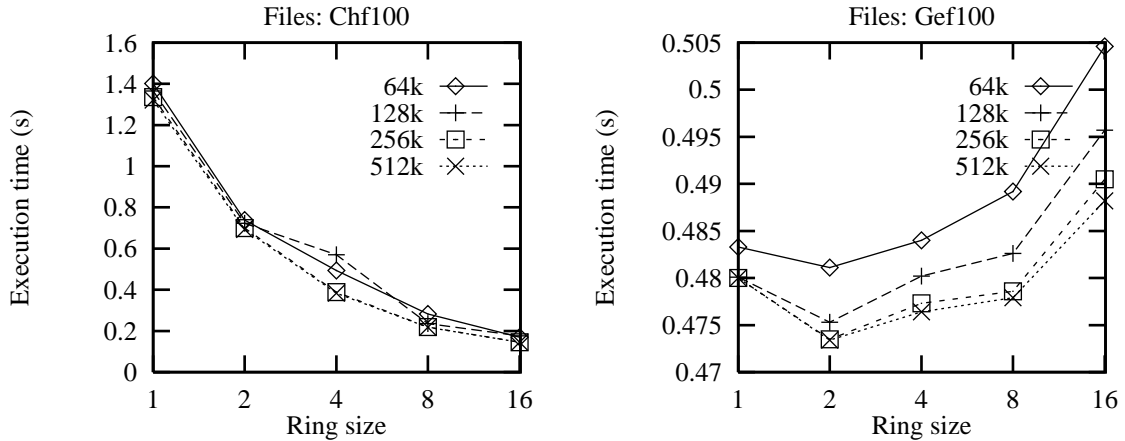 Files: Chf100
Execution time (s)
1.6
1.4
1.2
1
0.8
0.6
0.4
0.2
0
64k
128k
256k
512k
1 2 4 8 16
Ring size
Files: Gef100
Execution time (s)
0.505
0.5
0.495
0.49
0.485
0.48
0.475
0.47
64k
128k
256k
512k
1 2 4 8 16
Ring size